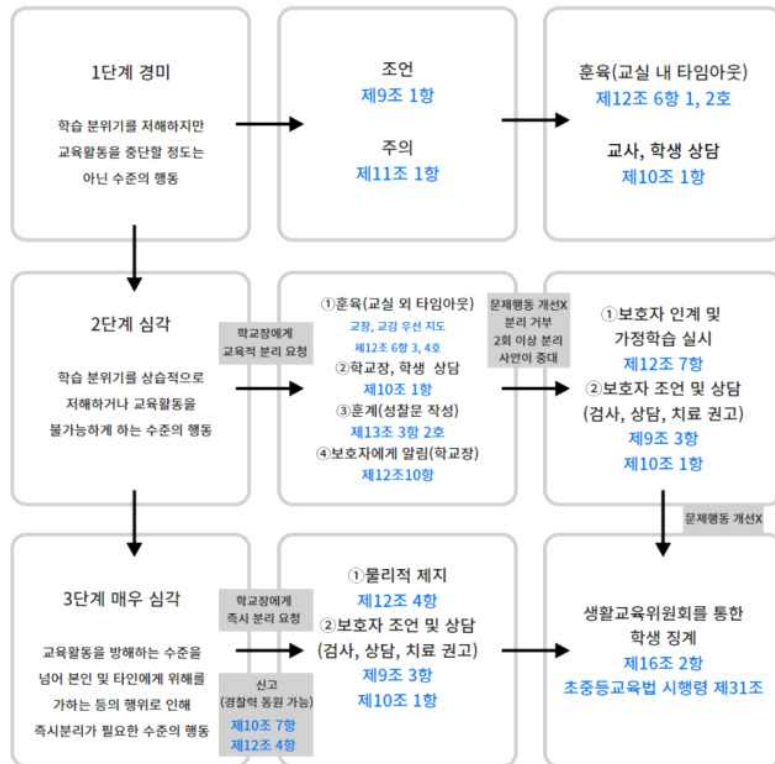 1단계 경미
학습 분위기를 저해하지만
교육활동을 중단할 정도는
아닌 수준의 행동
조언
제9조 1항
주의
제11조 1항
훈육(교실 내 타임아웃)
제12조 6항 1, 2호
교사, 학생 상담
제10조 1항
2단계 심각
학습 분위기를 상습적으로
저해하거나 교육활동을
불가능하게 하는 수준의 행동
학교장에게
교육적 분리 요청
①훈육(교실 외 타임아웃)
교장, 교감 우선 지도
제12조 6항 3, 4호
②학교장, 학생 상담
제10조 1항
③훈계(성찰문 작성)
제13조 3항 2호
④보호자에게 알림(학교장)
제12조10항
문제행동 개선X
분리 거부
2회 이상 분리
사안이 중대
①보호자 인계 및
가정학습 실시
제12조 7항
②보호자 조언 및 상담
(검사, 상담, 치료 권고)
제9조 3항
제10조 1항
문제행동 개선X
3단계 매우 심각
교육활동을 방해하는 수준을
넘어 본인 및 타인에게 위해를
가하는 등의 행위로 인해
즉시분리가 필요한 수준의 행동
학교장에게
즉시 분리 요청
신고
(경찰력 동원 가능)
제10조 7항
제12조 4항
①물리적 제지
제12조 4항
②보호자 조언 및 상담
(검사, 상담, 치료 권고)
제9조 3항
제10조 1항
생활교육위원회를 통한
학생 징계
제16조 2항
초중등교육법 시행령 제31조